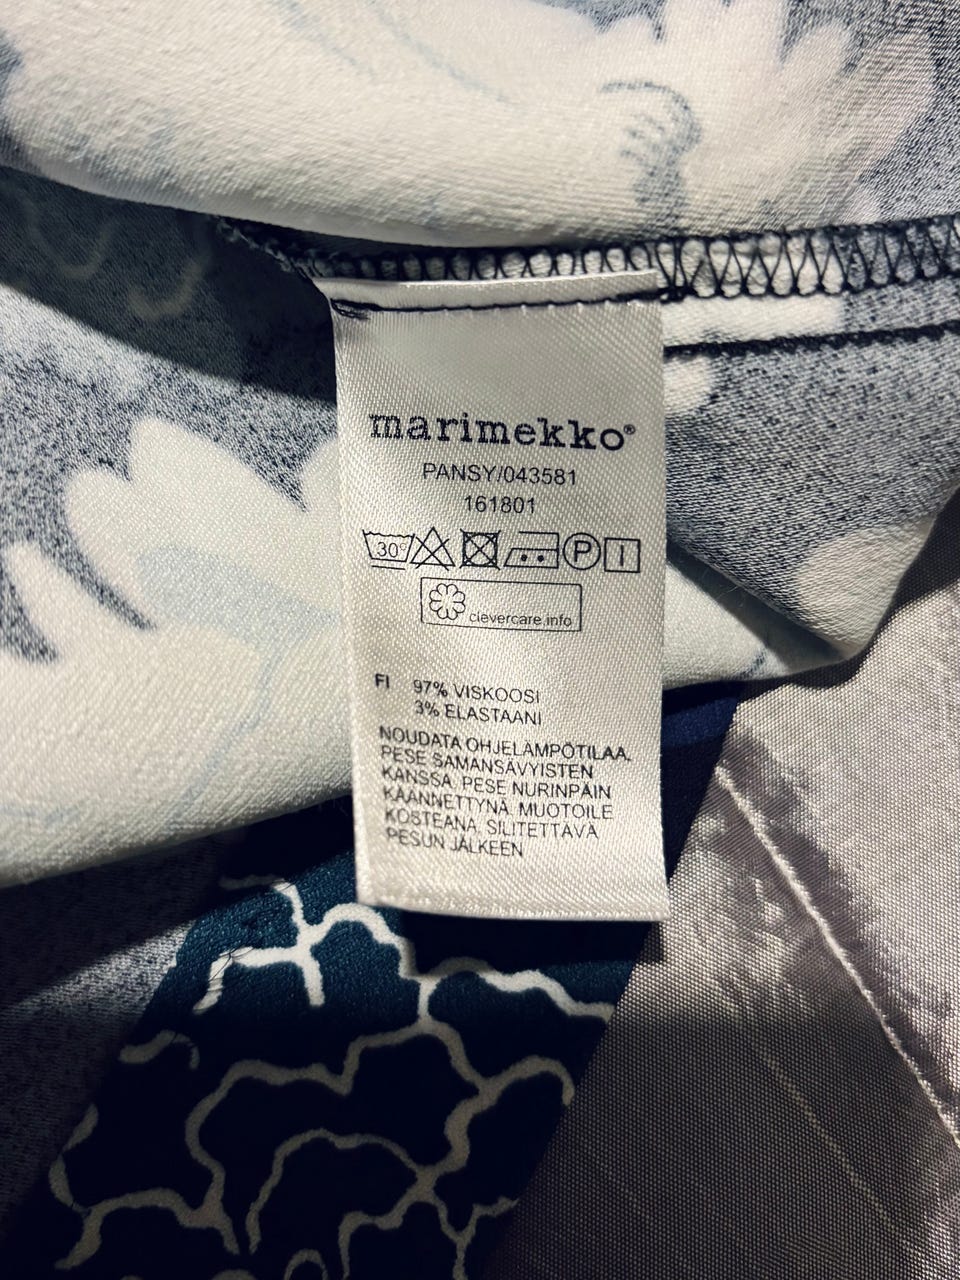 marimekko®
PANSY/043581
161801
30°
P
clevercare.info
FI 97% VISKOOSI
3% ELASTAANI
NOUDATA OHJELÄMPÖTILAA.
PESE SAMANSÄVYISTEN
KANSSA. PESE NURINPÄIN
KÄÄNNETTYNÄ. MUOTOILE
KOSTEANA. SILITETTÄVÄ
PESUN JÄLKEEN